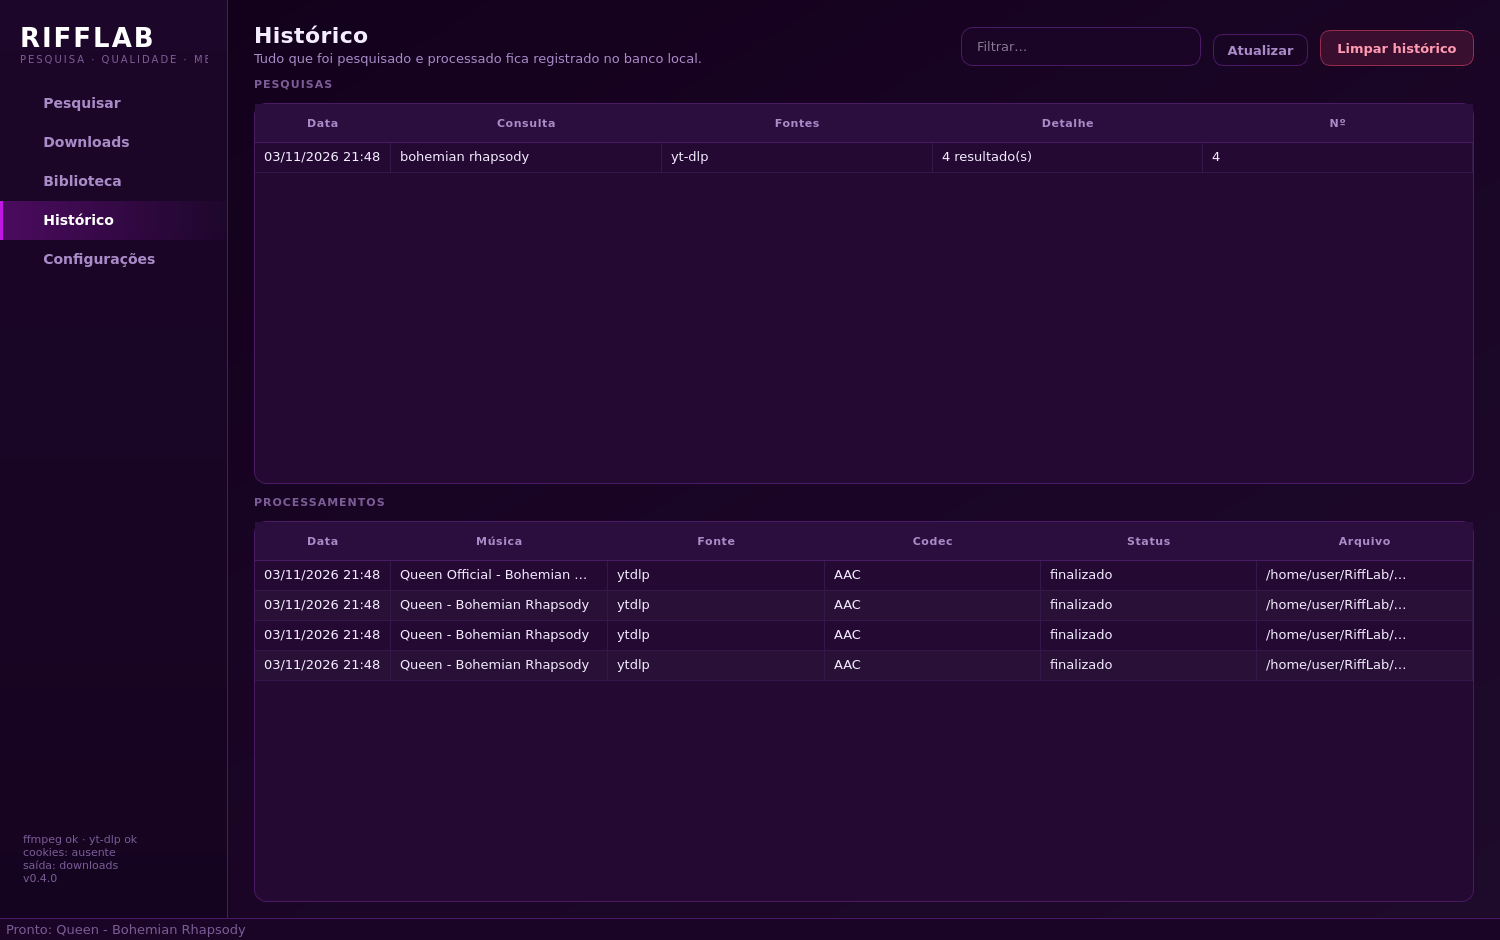 RIFFLAB
PESQUISA · QUALIDADE · ME
Pesquisar
Downloads
Biblioteca
Histórico
Configurações
ffmpeg ok · yt-dlp ok
cookies: ausente
saída: downloads
v0.4.0
Histórico
Tudo que foi pesquisado e processado fica registrado no banco local.
Filtrar...
Atualizar
Limpar histórico
PESQUISAS
Data Consulta Fontes Detalhe Nº
03/11/2026 21:48 bohemian rhapsody yt-dlp 4 resultado(s) 4
PROCESSAMENTOS
Data Música Fonte Codec Status Arquivo
03/11/2026 21:48 Queen Official - Bohemian ... ytdlp AAC finalizado /home/user/RiffLab/...
03/11/2026 21:48 Queen - Bohemian Rhapsody ytdlp AAC finalizado /home/user/RiffLab/...
03/11/2026 21:48 Queen - Bohemian Rhapsody ytdlp AAC finalizado /home/user/RiffLab/...
03/11/2026 21:48 Queen - Bohemian Rhapsody ytdlp AAC finalizado /home/user/RiffLab/...
Pronto: Queen - Bohemian Rhapsody